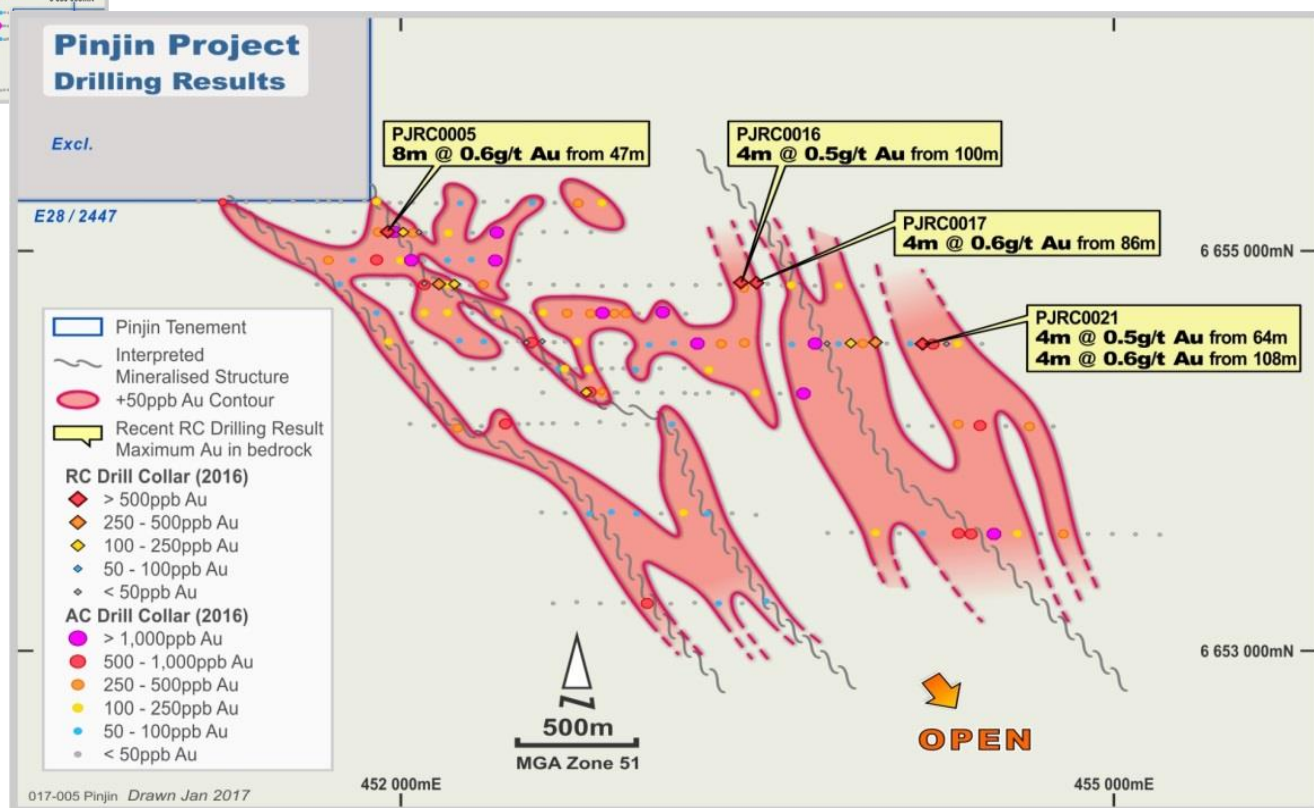 Pinjin Project
Drilling Results
Excl.
E28 / 2447
PJRC0005
8m @ 0.6g/t Au from 47m
PJRC0016
4m @ 0.5g/t Au from 100m
PJRC0017
4m @ 0.6g/t Au from 86m
6 655 000mN
PJRC0021
4m @ 0.5g/t Au from 64m
4m @ 0.6g/t Au from 108m
Pinjin Tenement
Interpreted
Mineralised Structure
+50ppb Au Contour
Recent RC Drilling Result
Maximum Au in bedrock
RC Drill Collar (2016)
> 500ppb Au
250 - 500ppb Au
100 - 250ppb Au
50 - 100ppb Au
< 50ppb Au
AC Drill Collar (2016)
> 1,000ppb Au
500 - 1,000ppb Au
250 - 500ppb Au
100 - 250ppb Au
50 - 100ppb Au
< 50ppb Au
6 653 000mN
N
500m
MGA Zone 51
OPEN
452 000mE
455 000mE
017-005 Pinjin Drawn Jan 2017